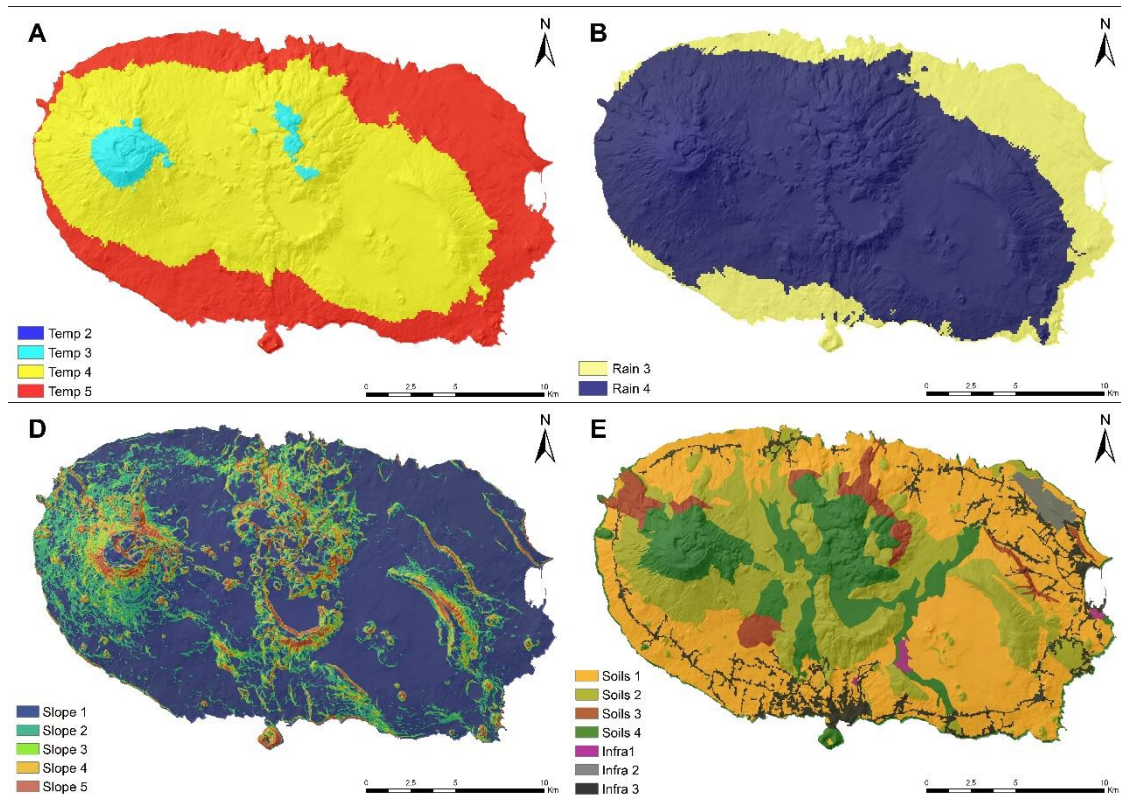 A
N
Temp 2
Temp 3
Temp 4
Temp 5
0 2.5 5 10
Km
B
N
Rain 3
Rain 4
0 2.5 5 10
Km
D
N
Slope 1
Slope 2
Slope 3
Slope 4
Slope 5
0 2.5 5 10
Km
E
N
Soils 1
Soils 2
Soils 3
Soils 4
Infra1
Infra 2
Infra 3
0 2.5 5 10
Km